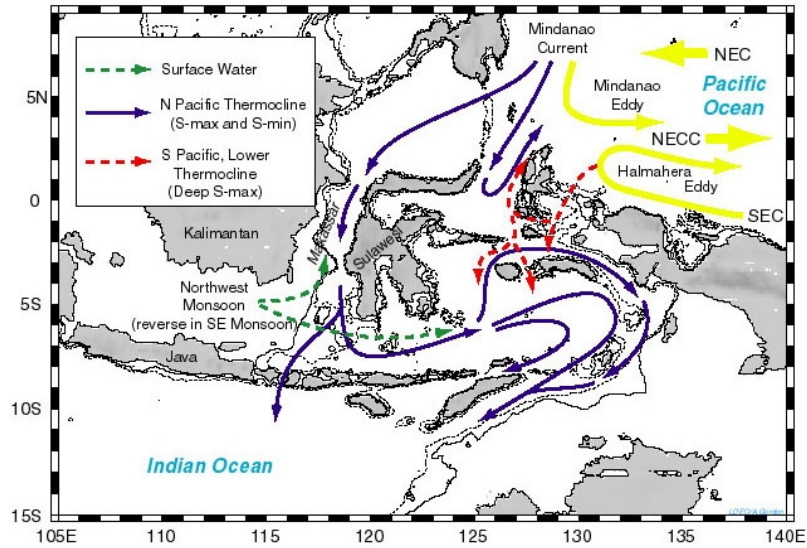 Surface Water
N Pacific Thermocline
(S-max and S-min)
S Pacific, Lower
Thermocline
(Deep S-max)
Mindanao
Current
NEC
Pacific
Ocean
Mindanao
Eddy
NECC
Halmahera
Eddy
SEC
Kalimantan
Makassar
Sulawesi
Northwest
Monsoon
(reverse in SE Monsoon)
Java
Indian Ocean
5N
0
5S
10S
15S
105E
110
115
120
125
130
135
140E